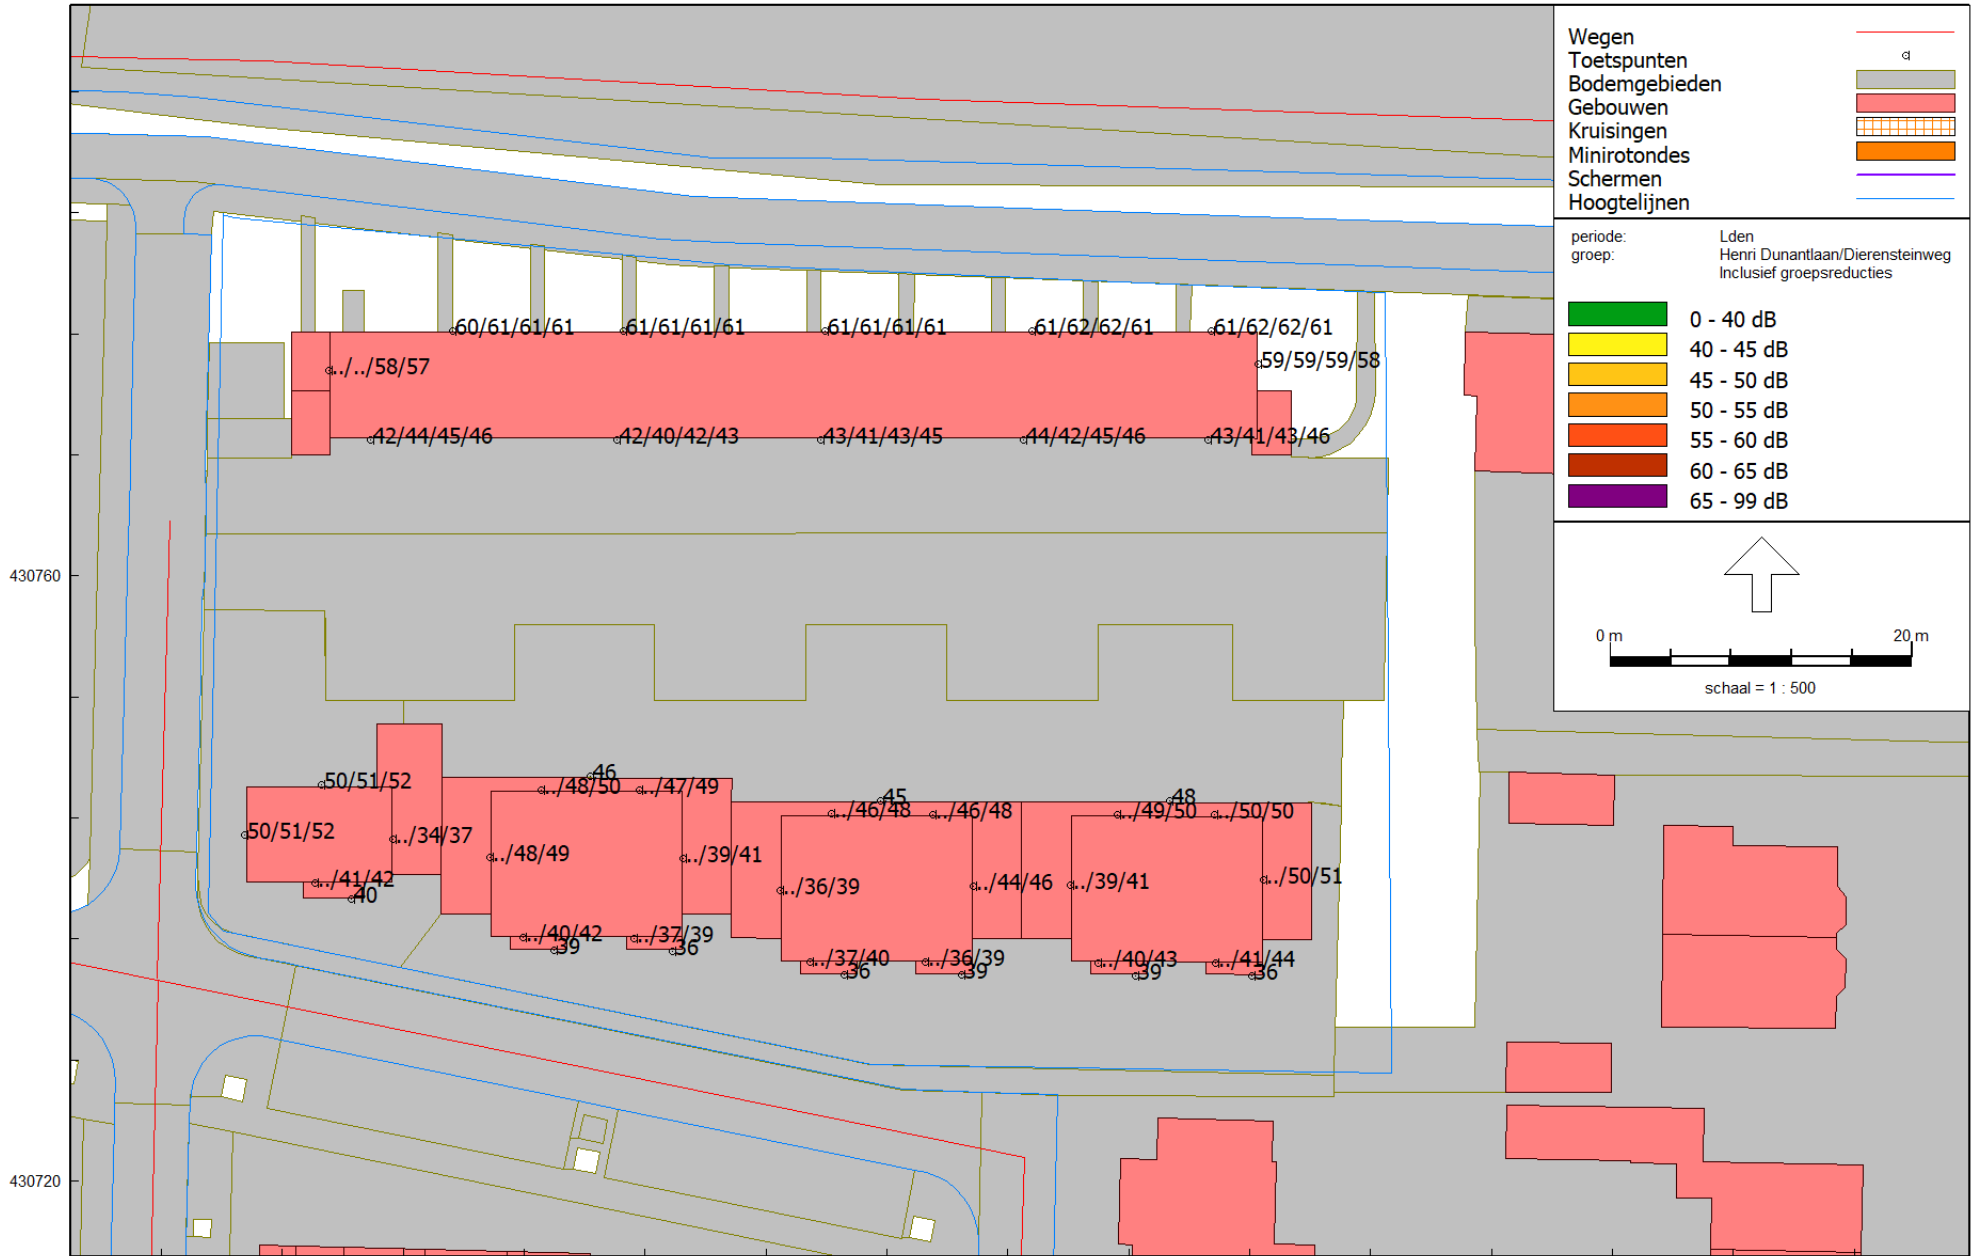 Wegen
Toetspunten
Bodemgebieden
Gebouwen
Kruisingen
Minirotondes
Schermen
Hoogtelijnen
periode: Lden
groep: Henri Dunantlaan/Dierensteinweg
Inclusief groepsreducties
0 - 40 dB
40 - 45 dB
45 - 50 dB
50 - 55 dB
55 - 60 dB
60 - 65 dB
65 - 99 dB
0 m 20 m
schaal = 1 : 500
60/61/61/61 61/61/61/61 61/61/61/61 61/62/62/61 61/62/62/61
../../58/57 59/59/59/58
42/44/45/46 42/40/42/43 43/41/43/45 44/42/45/46 43/41/43/46
430760
50/51/52 46 ../48/50 ../47/49 45 ../46/48 ../46/48 48 ../49/50 ../50/50
50/51/52 ../34/37 ../48/49 ../39/41 ../36/39 ../44/46 ../39/41 ../50/51
../41/42
40
../40/42 ../37/39
39 36
../37/40 ../36/39 ../40/43 ../41/44
36 39 39 36
430720